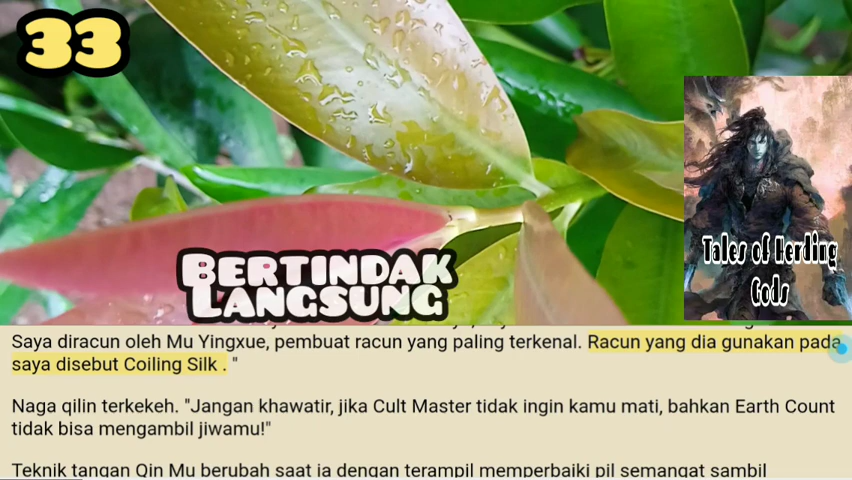 33
Tales of Herding
Gods
BERTINDAK
LANGSUNG
Saya diracun oleh Mu Yingxue, pembuat racun yang paling terkenal. Racun yang dia gunakan pada
saya disebut Coiling Silk . "
Naga qilin terkekeh. "Jangan khawatir, jika Cult Master tidak ingin kamu mati, bahkan Earth Count
tidak bisa mengambil jiwamu!"
Teknik tangan Qin Mu berubah saat ia dengan terampil memperbaiki pil semangat sambil